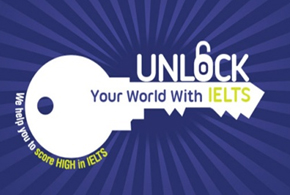 UNLOCK
Your World With IELTS
We help you to score HIGH in IELTS